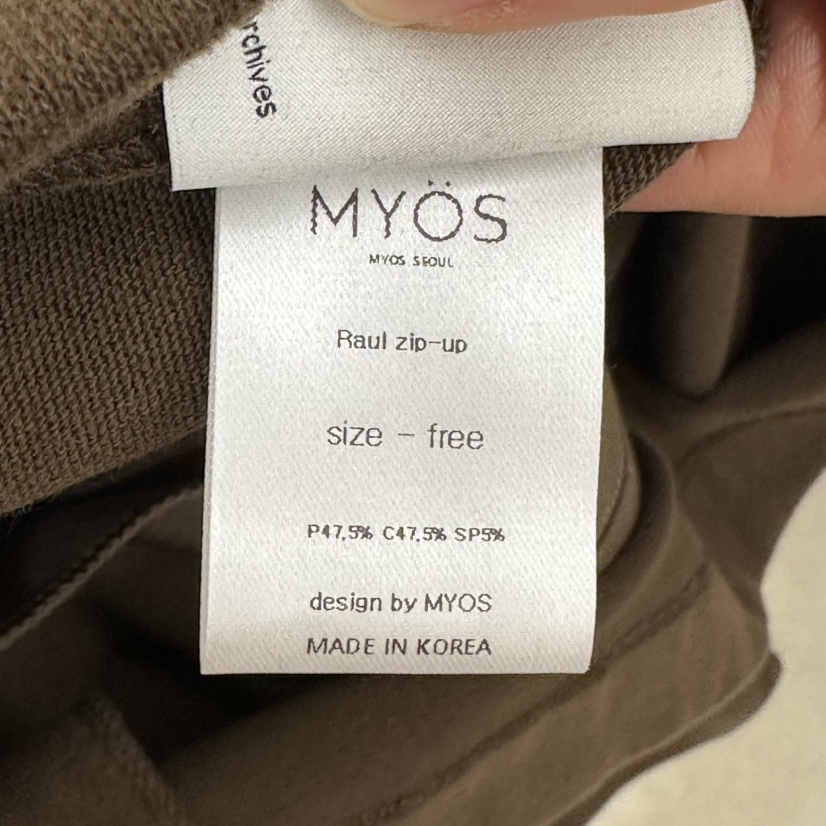 MYÖS
MYOS SEOUL
Raul zip-up
size - free
P47.5% C47.5% SP5%
design by MYOS
MADE IN KOREA